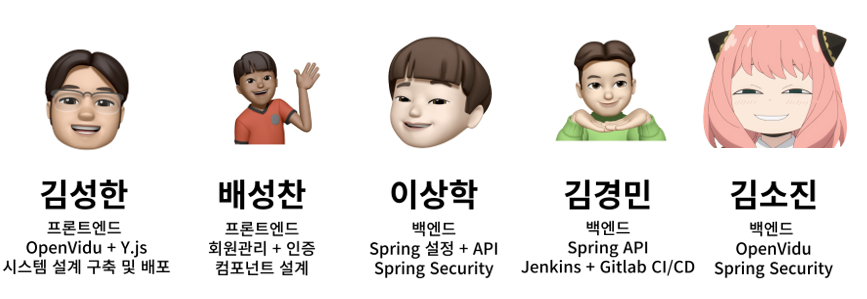 김성한
프론트엔드
OpenVidu + Y.js
시스템 설계 구축 및 배포
배성찬
프론트엔드
회원관리 + 인증
컴포넌트 설계
이상학
백엔드
Spring 설정 + API
Spring Security
김경민
백엔드
Spring API
Jenkins + Gitlab CI/CD
김소진
백엔드
OpenVidu
Spring Security